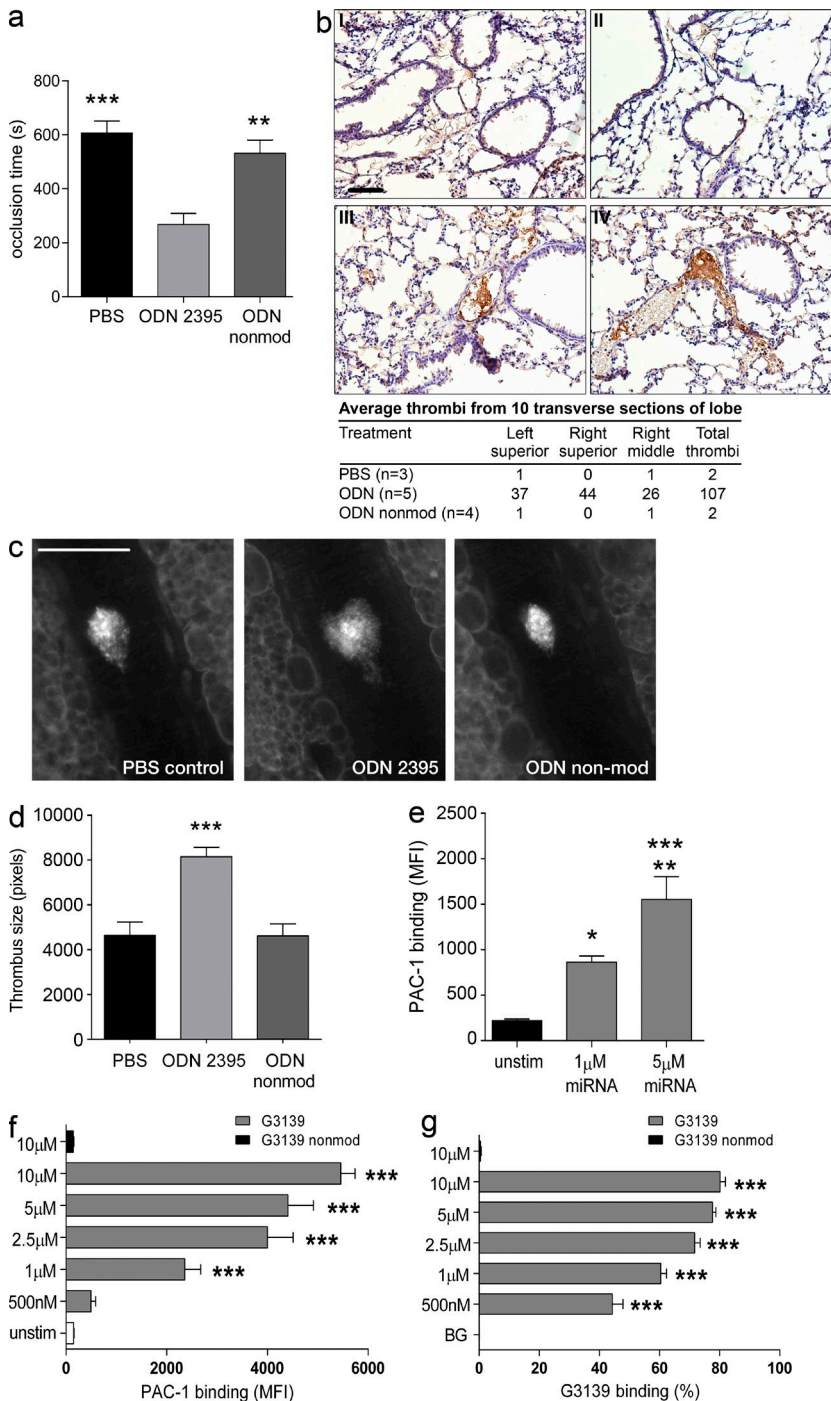 a
occlusion time (s)
800
600
400
200
0
***
**
PBS
ODN 2395
ODN
nonmod
b
I
II
III
IV
Average thrombi from 10 transverse sections of lobe
Treatment Left superior Right superior Right middle Total thrombi
PBS (n=3) 1 0 1 2
ODN (n=5) 37 44 26 107
ODN nonmod (n=4) 1 0 1 2
c
PBS control
ODN 2395
ODN non-mod
d
Thrombus size (pixels)
10000
8000
6000
4000
2000
0
***
PBS
ODN 2395
ODN
nonmod
e
PAC-1 binding (MFI)
2500
2000
1500
1000
500
0
*
***
**
unstim
1μM
miRNA
5μM
miRNA
f
G3139
G3139 nonmod
10μM
10μM ***
5μM ***
2.5μM ***
1μM ***
500nM
unstim
0 2000 4000 6000
PAC-1 binding (MFI)
g
G3139
G3139 nonmod
10μM
10μM ***
5μM ***
2.5μM ***
1μM ***
500nM ***
BG
0 20 40 60 80 100
G3139 binding (%)